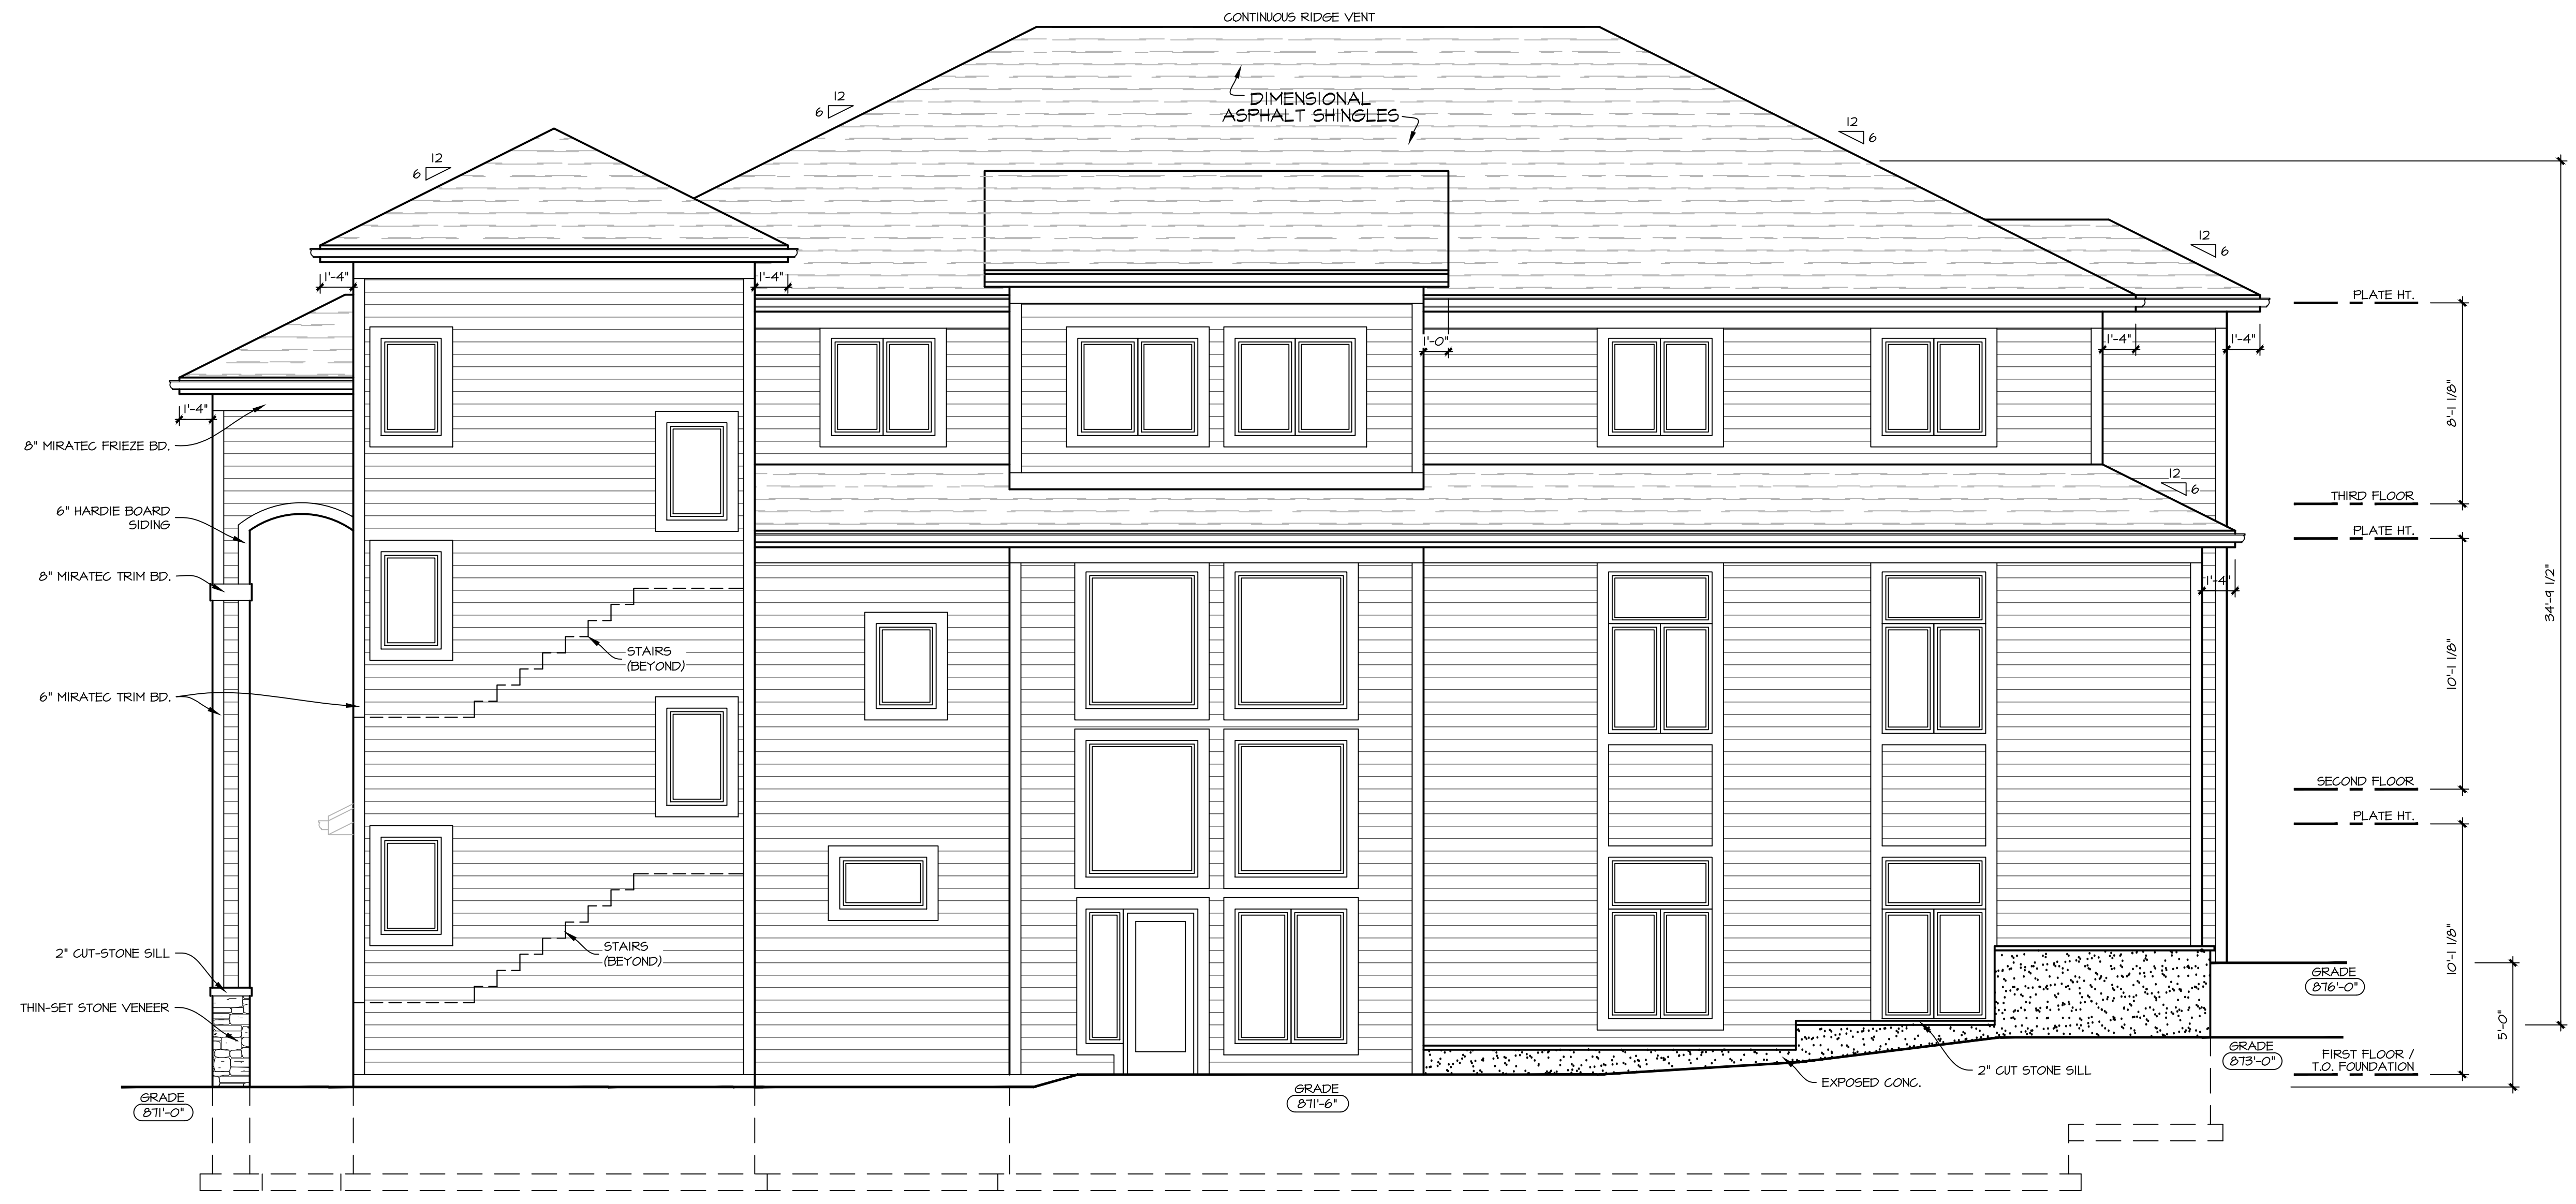 CONTINUOUS RIDGE VENT
DIMENSIONAL
ASPHALT SHINGLES
12
6
12
6
12
6
12
6
12
6
1'-4"
1'-4"
1'-4"
1'-0"
1'-4"
1'-4"
1'-4"
8" MIRATEC FRIEZE BD.
6" HARDIE BOARD
SIDING
8" MIRATEC TRIM BD.
6" MIRATEC TRIM BD.
2" CUT-STONE SILL
THIN-SET STONE VENEER
STAIRS
(BEYOND)
STAIRS
(BEYOND)
GRADE
871'-0"
GRADE
871'-6"
EXPOSED CONC.
2" CUT STONE SILL
GRADE
873'-0"
GRADE
876'-0"
PLATE HT.
THIRD FLOOR
PLATE HT.
SECOND FLOOR
PLATE HT.
FIRST FLOOR /
T.O. FOUNDATION
8'-1 1/8"
10'-1 1/8"
10'-1 1/8"
5'-0"
34'-9 1/2"